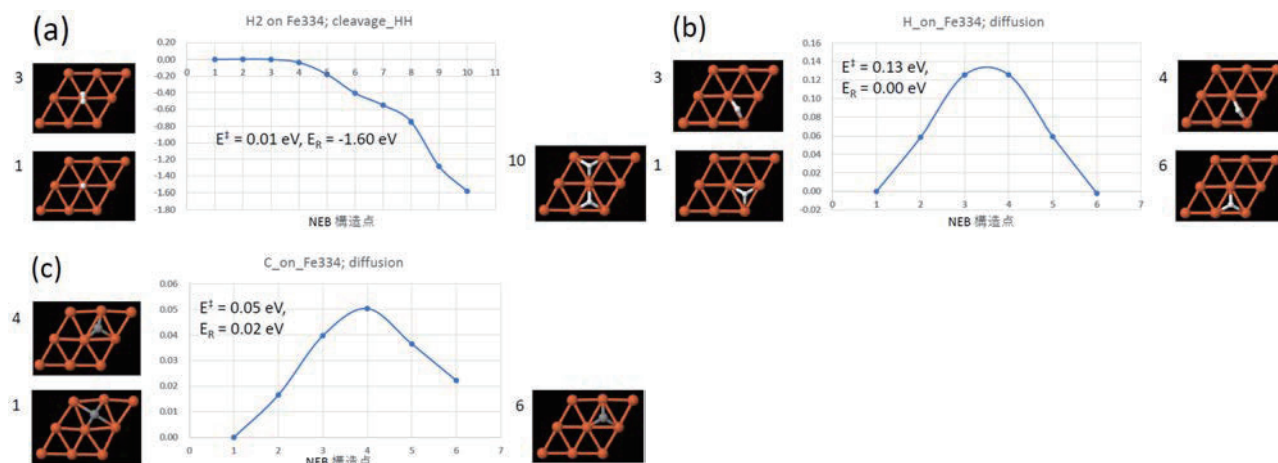 (a)
H2 on Fe334; cleavage_HH
0.20
0.00
-0.20
-0.40
-0.60
-0.80
-1.00
-1.20
-1.40
-1.60
-1.80
0 1 2 3 4 5 6 7 8 9 10 11
E‡ = 0.01 eV, ER = -1.60 eV
NEB 構造点
3
1
10
(b)
H_on_Fe334; diffusion
0.16
0.14
0.12
0.10
0.08
0.06
0.04
0.02
0.00
-0.02
0 1 2 3 4 5 6 7
E‡ = 0.13 eV,
ER = 0.00 eV
NEB 構造点
3
1
4
6
(c)
C_on_Fe334; diffusion
0.06
0.05
0.04
0.03
0.02
0.01
0.00
0 1 2 3 4 5 6 7
E‡ = 0.05 eV,
ER = 0.02 eV
NEB 構造点
4
1
6